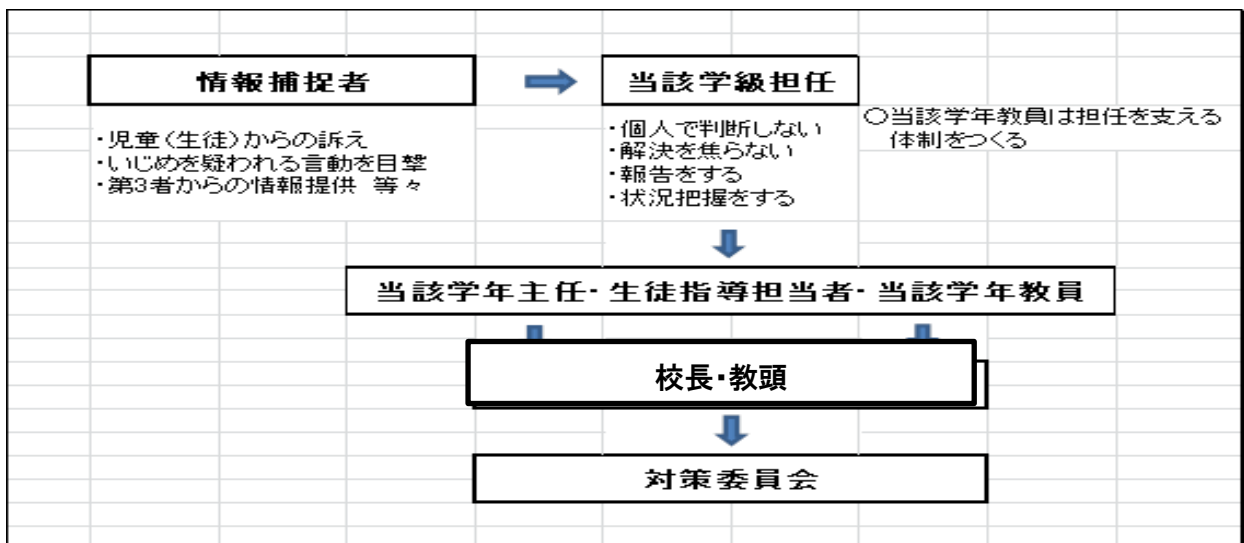 情報捕捉者
当該学級担任
・児童(生徒)からの訴え
・いじめを疑われる言動を目撃
・第3者からの情報提供 等々
・個人で判断しない
・解決を焦らない
・報告をする
・状況把握をする
○当該学年教員は担任を支える
体制をつくる
当該学年主任・生徒指導担当者・当該学年教員
校長・教頭
対策委員会